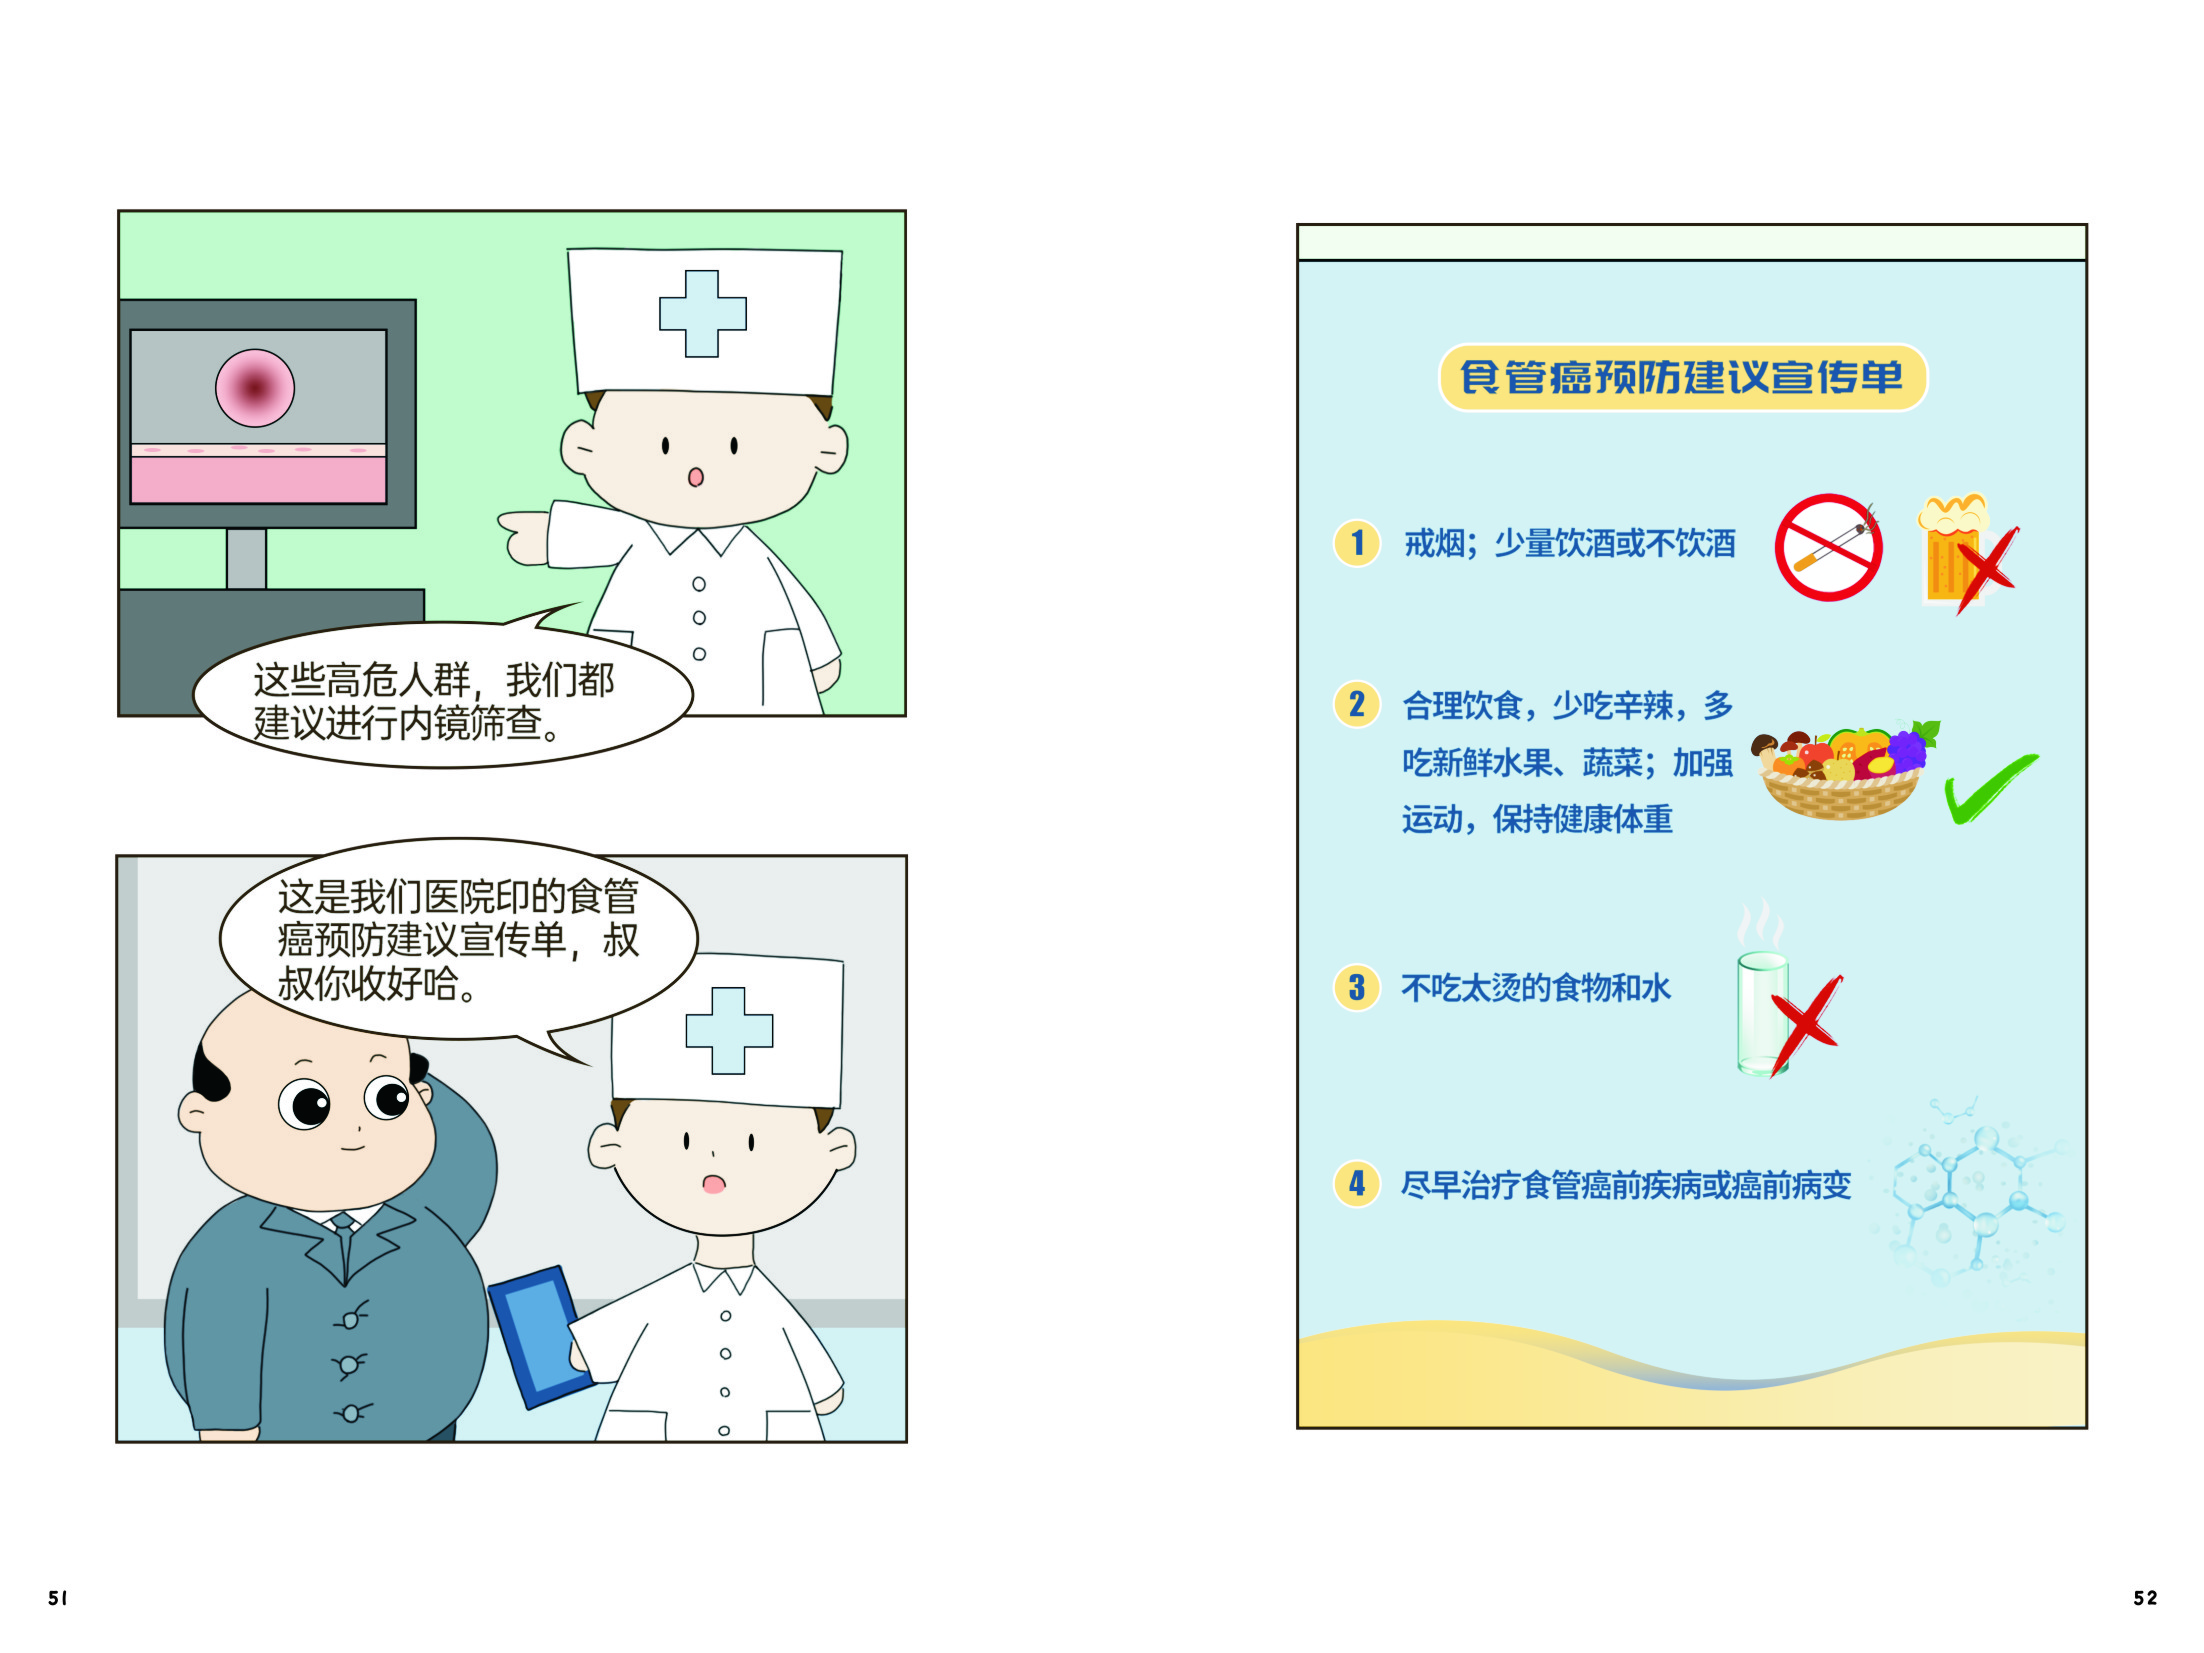 这些高危人群，我们都
建议进行内镜筛查。
这是我们医院印的食管
癌预防建议宣传单，叔
叔你收好哈。
51
食管癌预防建议宣传单
1 戒烟；少量饮酒或不饮酒
2 合理饮食，少吃辛辣，多
吃新鲜水果、蔬菜；加强
运动，保持健康体重
3 不吃太烫的食物和水
4 尽早治疗食管癌前疾病或癌前病变
52